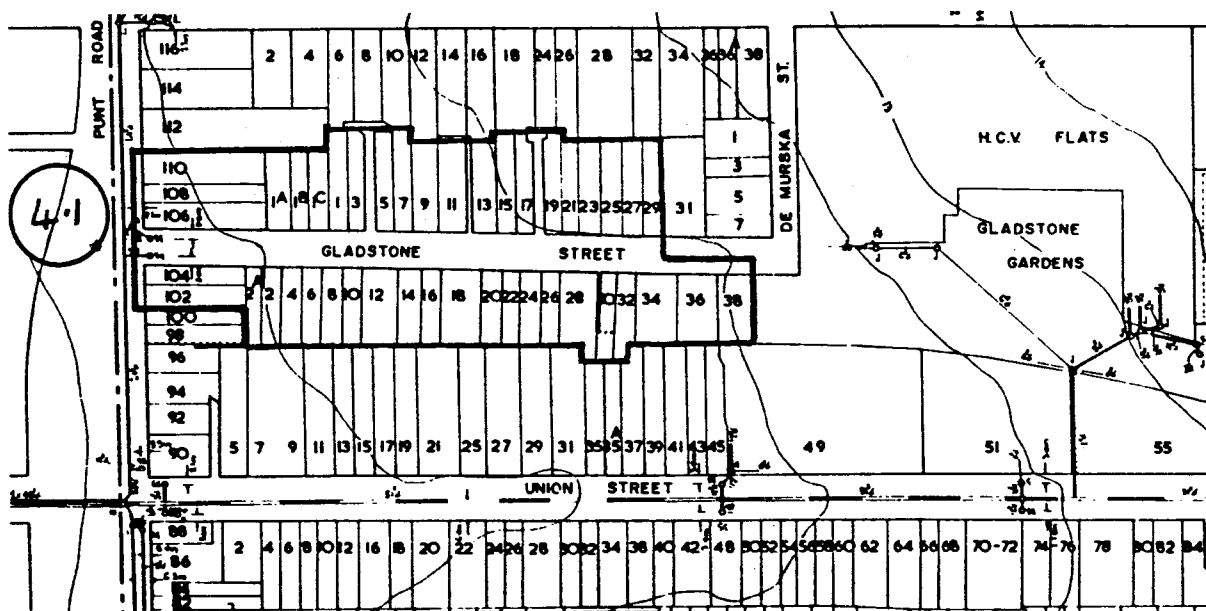 PUNT ROAD
116
114
112
110
108
106
104
102
100
98
96
94
92
90
88
86
4.1
2 4 6 8 10 12 14 16 18 24 26 28 32 34 36 36A 38
DE MURSKA ST.
1
3
5
7
H.C.V. FLATS
GLADSTONE
GARDENS
1A 1B 1C 1 3 5 7 9 11 13 15 17 19 21 23 25 27 29 31
GLADSTONE STREET
2A 2 4 6 8 10 12 14 16 18 20 22 24 26 28 30 32 34 36 38
5 7 9 11 13 15 17 19 21 25 27 29 31 35 35A 37 39 41 43 45 49 51 55
UNION STREET
2 4 6 8 10 12 16 18 20 22 24 26 28 30 32 34 36 38 40 42 48 50 52 54 56 58 60 62 64 66 68 70-72 74 76 78 80 82 84